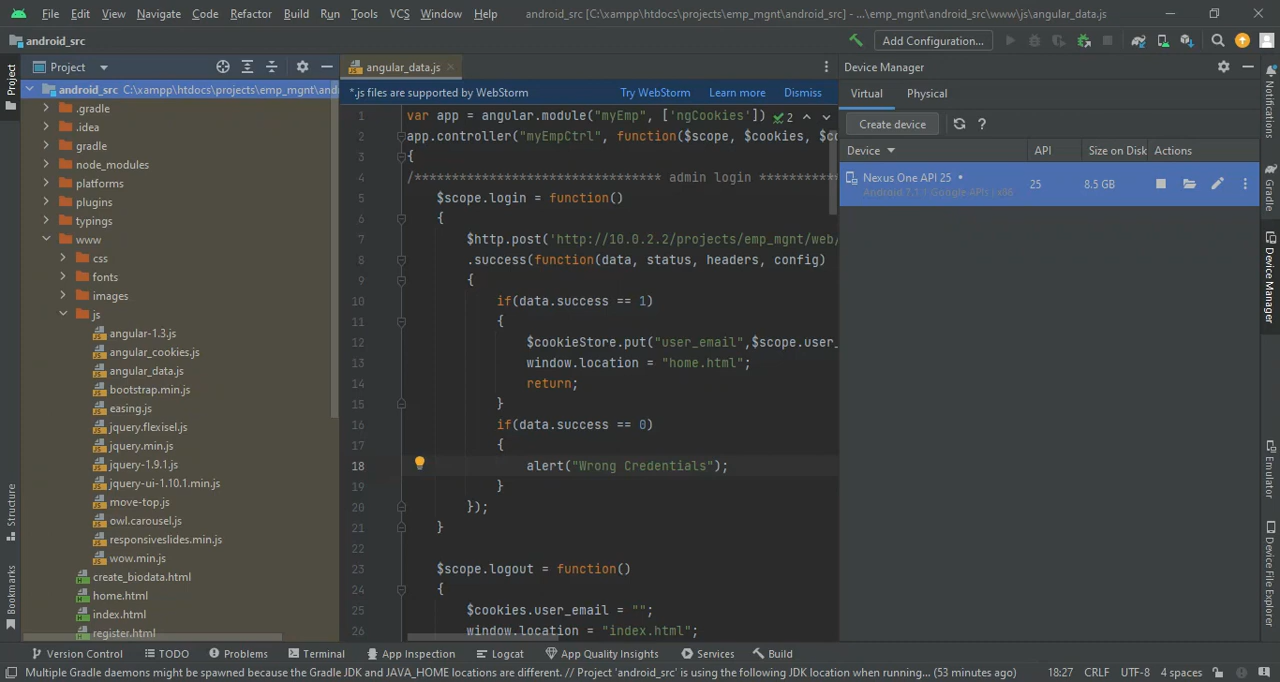 File Edit View Navigate Code Refactor Build Run Tools VCS Window Help android_src [C:\xampp\htdocs\projects\emp_mgnt\android_src] - ...\emp_mgnt\android_src\www\js\angular_data.js
android_src
Add Configuration...
Project
angular_data.js
Device Manager
android_src C:\xampp\htdocs\projects\emp_mgnt\and
.gradle
.idea
gradle
node_modules
platforms
plugins
typings
www
css
fonts
images
js
angular-1.3.js
angular_cookies.js
angular_data.js
bootstrap.min.js
easing.js
jquery.flexisel.js
jquery.min.js
jquery-1.9.1.js
jquery-ui-1.10.1.min.js
move-top.js
owl.carousel.js
responsiveslides.min.js
wow.min.js
create_biodata.html
home.html
index.html
register.html
*.js files are supported by WebStorm Try WebStorm Learn more Dismiss
2
1 var app = angular.module("myEmp", ['ngCookies'])
2 app.controller("myEmpCtrl", function($scope, $cookies, $co
3 {
4 /********************************* admin login **********
5 $scope.login = function()
6 {
7 $http.post('http://10.0.2.2/projects/emp_mgnt/web/
8 .success(function(data, status, headers, config)
9 {
10 if(data.success == 1)
11 {
12 $cookieStore.put("user_email",$scope.user_
13 window.location = "home.html";
14 return;
15 }
16 if(data.success == 0)
17 {
18 alert("Wrong Credentials");
19 }
20 });
21 }
22
23 $scope.logout = function()
24 {
25 $cookies.user_email = "";
26 window.location = "index.html";
Virtual Physical
Create device ?
Device API Size on Disk Actions
Nexus One API 25 25 8.5 GB
Android 7.1.1 Google APIs | x86
Project
Structure
Bookmarks
Notifications
Gradle
Device Manager
Emulator
Device File Explorer
Version Control TODO Problems Terminal Logcat App Inspection App Quality Insights Services Build
Multiple Gradle daemons might be spawned because the Gradle JDK and JAVA_HOME locations are different. // Project 'android_src' is using the following JDK location when running... (53 minutes ago) 18:27 CRLF UTF-8 4 spaces